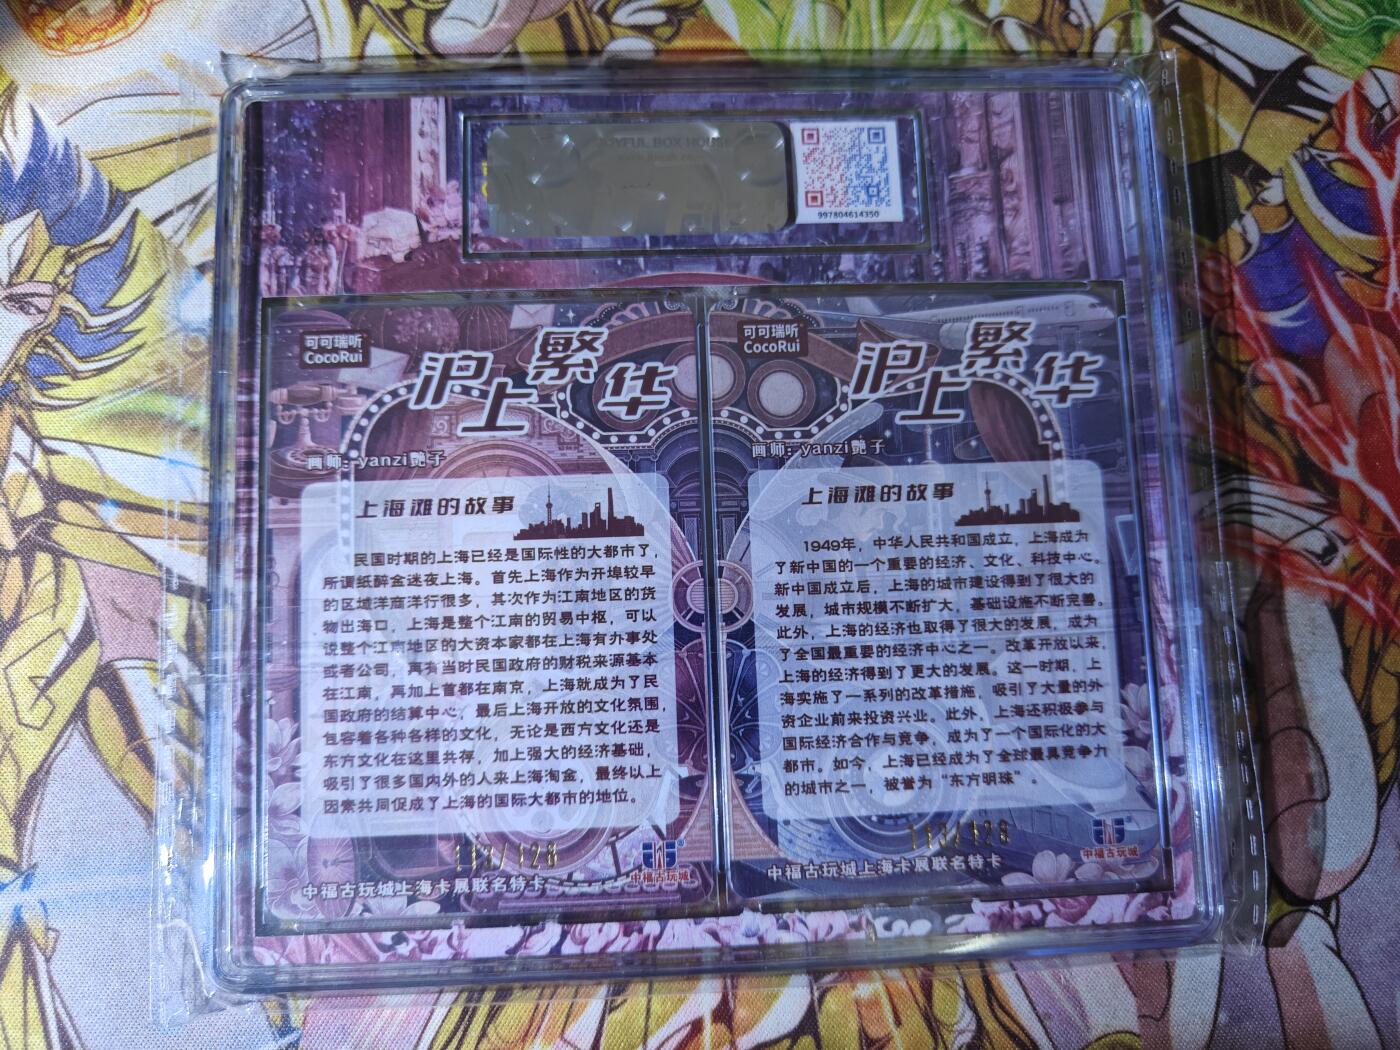 JOYFUL BOX HOUSE
997804614350
可可瑞听
CocoRui
沪上繁华
画师：yanzi艷子
上海滩的故事
民国时期的上海已经是国际性的大都市了，
所谓纸醉金迷夜上海。首先上海作为开埠较早
的区域洋商洋行很多，其次作为江南地区的货
物出海口，上海是整个江南的贸易中枢，可以
说整个江南地区的大资本家都在上海有办事处
或者公司，再有当时民国政府的财税来源基本
在江南，再加上首都在南京，上海就成为了民
国政府的结算中心，最后上海开放的文化氛围，
包容着各种各样的文化，无论是西方文化还是
东方文化在这里共存，加上强大的经济基础，
吸引了很多国内外的人来上海淘金，最终以上
因素共同促成了上海的国际大都市的地位。
113/128
中福古玩城上海卡展联名特卡
中福古玩城
可可瑞听
CocoRui
沪上繁华
画师：yanzi艷子
上海滩的故事
1949年，中华人民共和国成立，上海成为
了新中国的一个重要的经济、文化、科技中心。
新中国成立后，上海的城市建设得到了很大的
发展，城市规模不断扩大，基础设施不断完善。
此外，上海的经济也取得了很大的发展，成为
了全国最重要的经济中心之一。改革开放以来，
上海的经济得到了更大的发展。这一时期，上
海实施了一系列的改革措施，吸引了大量的外
资企业前来投资兴业。此外，上海还积极参与
国际经济合作与竞争，成为了一个国际化的大
都市。如今，上海已经成为了全球最具竞争力
的城市之一，被誉为“东方明珠”。
113/128
中福古玩城上海卡展联名特卡
中福古玩城